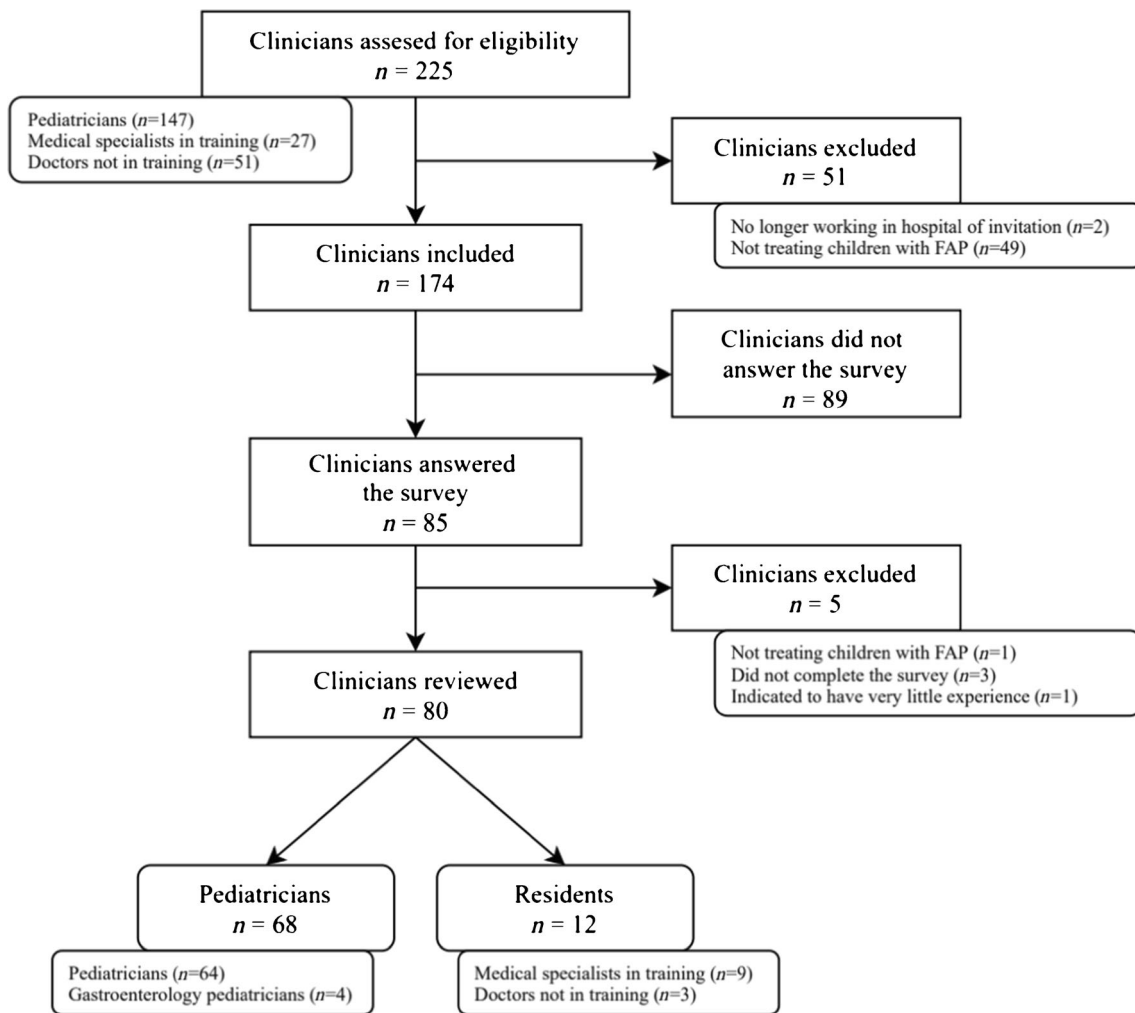 Clinicians assesed for eligibility
n = 225
Pediatricians (n=147)
Medical specialists in training (n=27)
Doctors not in training (n=51)
Clinicians excluded
n = 51
No longer working in hospital of invitation (n=2)
Not treating children with FAP (n=49)
Clinicians included
n = 174
Clinicians did not
answer the survey
n = 89
Clinicians answered
the survey
n = 85
Clinicians excluded
n = 5
Not treating children with FAP (n=1)
Did not complete the survey (n=3)
Indicated to have very little experience (n=1)
Clinicians reviewed
n = 80
Pediatricians
n = 68
Pediatricians (n=64)
Gastroenterology pediatricians (n=4)
Residents
n = 12
Medical specialists in training (n=9)
Doctors not in training (n=3)